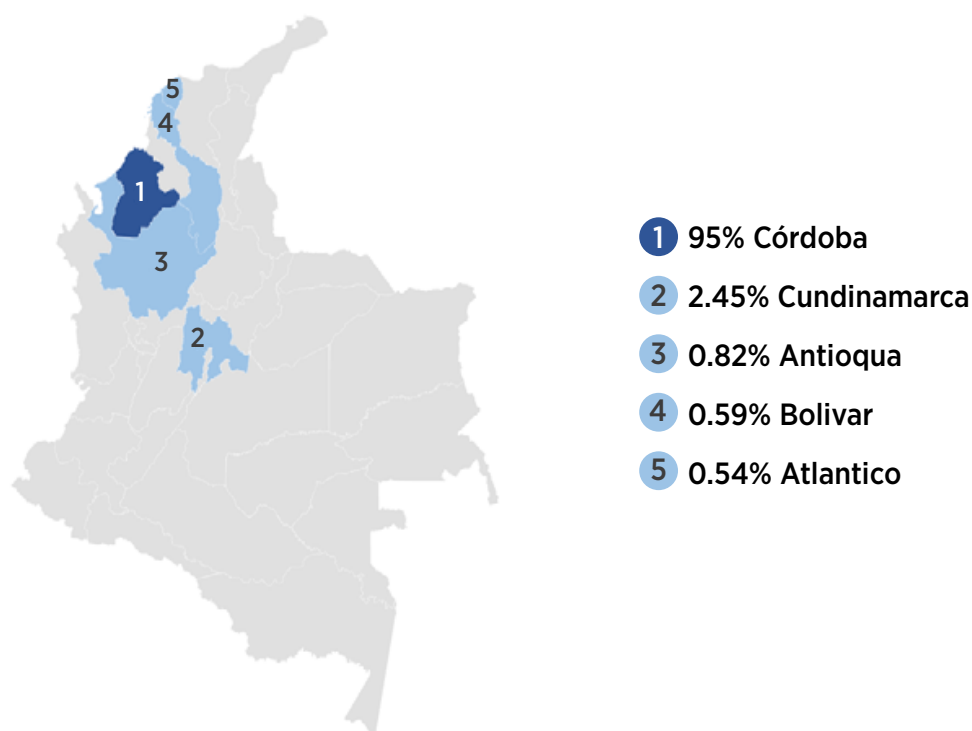 5
4
1
3
2
1 95% Córdoba
2 2.45% Cundinamarca
3 0.82% Antioqua
4 0.59% Bolivar
5 0.54% Atlantico